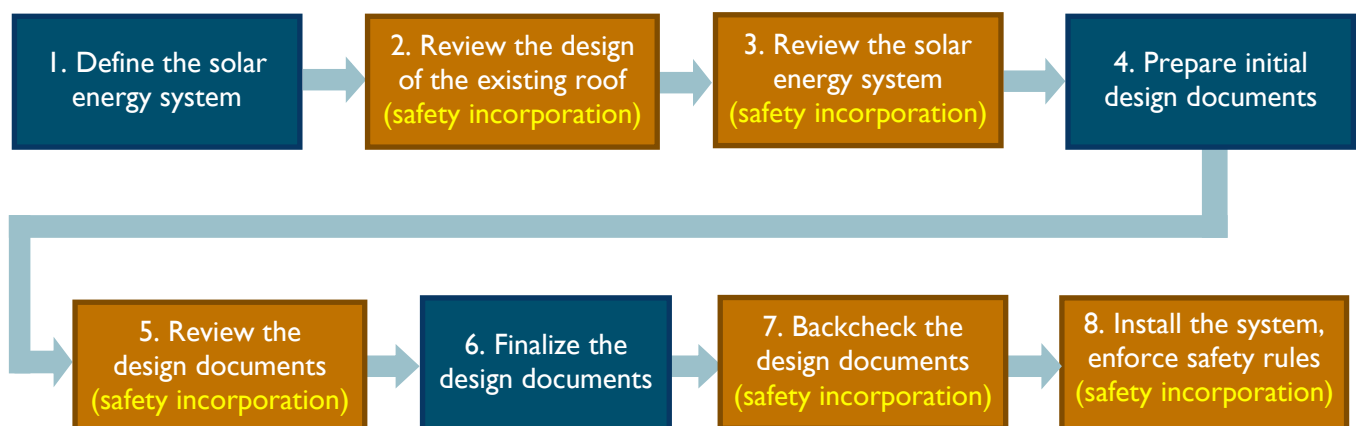 1. Define the solar
energy system
2. Review the design
of the existing roof
(safety incorporation)
3. Review the solar
energy system
(safety incorporation)
4. Prepare initial
design documents
5. Review the
design documents
(safety incorporation)
6. Finalize the
design documents
7. Backcheck the
design documents
(safety incorporation)
8. Install the system,
enforce safety rules
(safety incorporation)